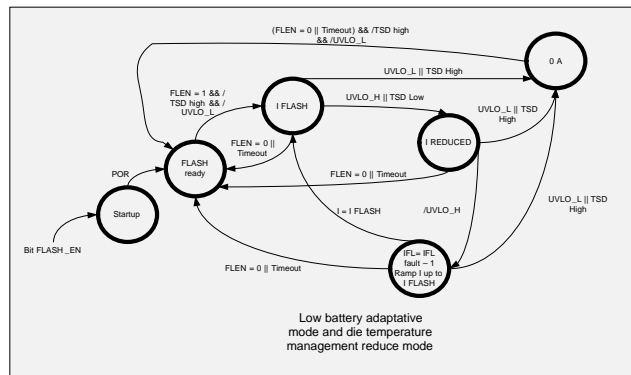 (FLEN = 0 || Timeout) && /TSD high
&& /UVLO_L
0 A
UVLO_L || TSD High
FLEN = 1 && /
TSD high && /
UVLO_L
I FLASH
UVLO_H || TSD Low
UVLO_L || TSD
High
I REDUCED
FLEN = 0 ||
Timeout
FLASH
ready
POR
FLEN = 0 || Timeout
UVLO_L || TSD
High
Startup
I = I FLASH
/UVLO_H
Bit FLASH _EN
IFL= IFL
fault – 1
Ramp I up to
I FLASH
FLEN = 0 || Timeout
Low battery adaptative
mode and die temperature
management reduce mode